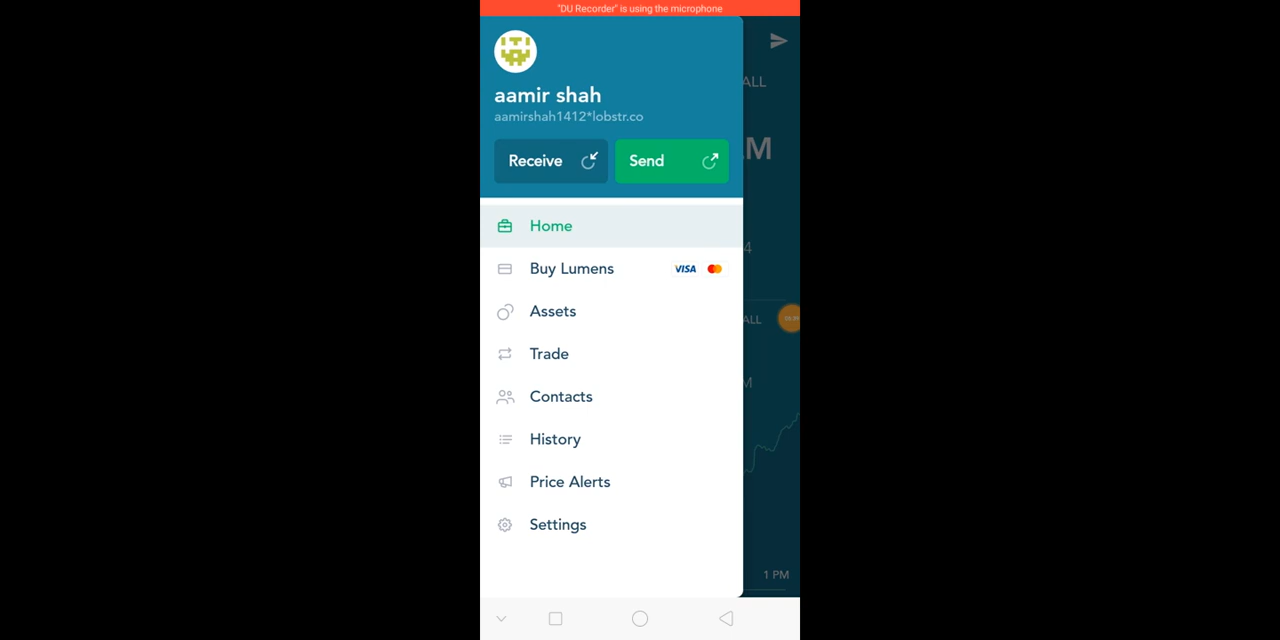 "DU Recorder" is using the microphone
aamir shah
aamirshah1412*lobstr.co
ALL
Receive
Send
M
Home
4
Buy Lumens
VISA
Assets
ALL
Trade
M
Contacts
History
Price Alerts
Settings
1 PM